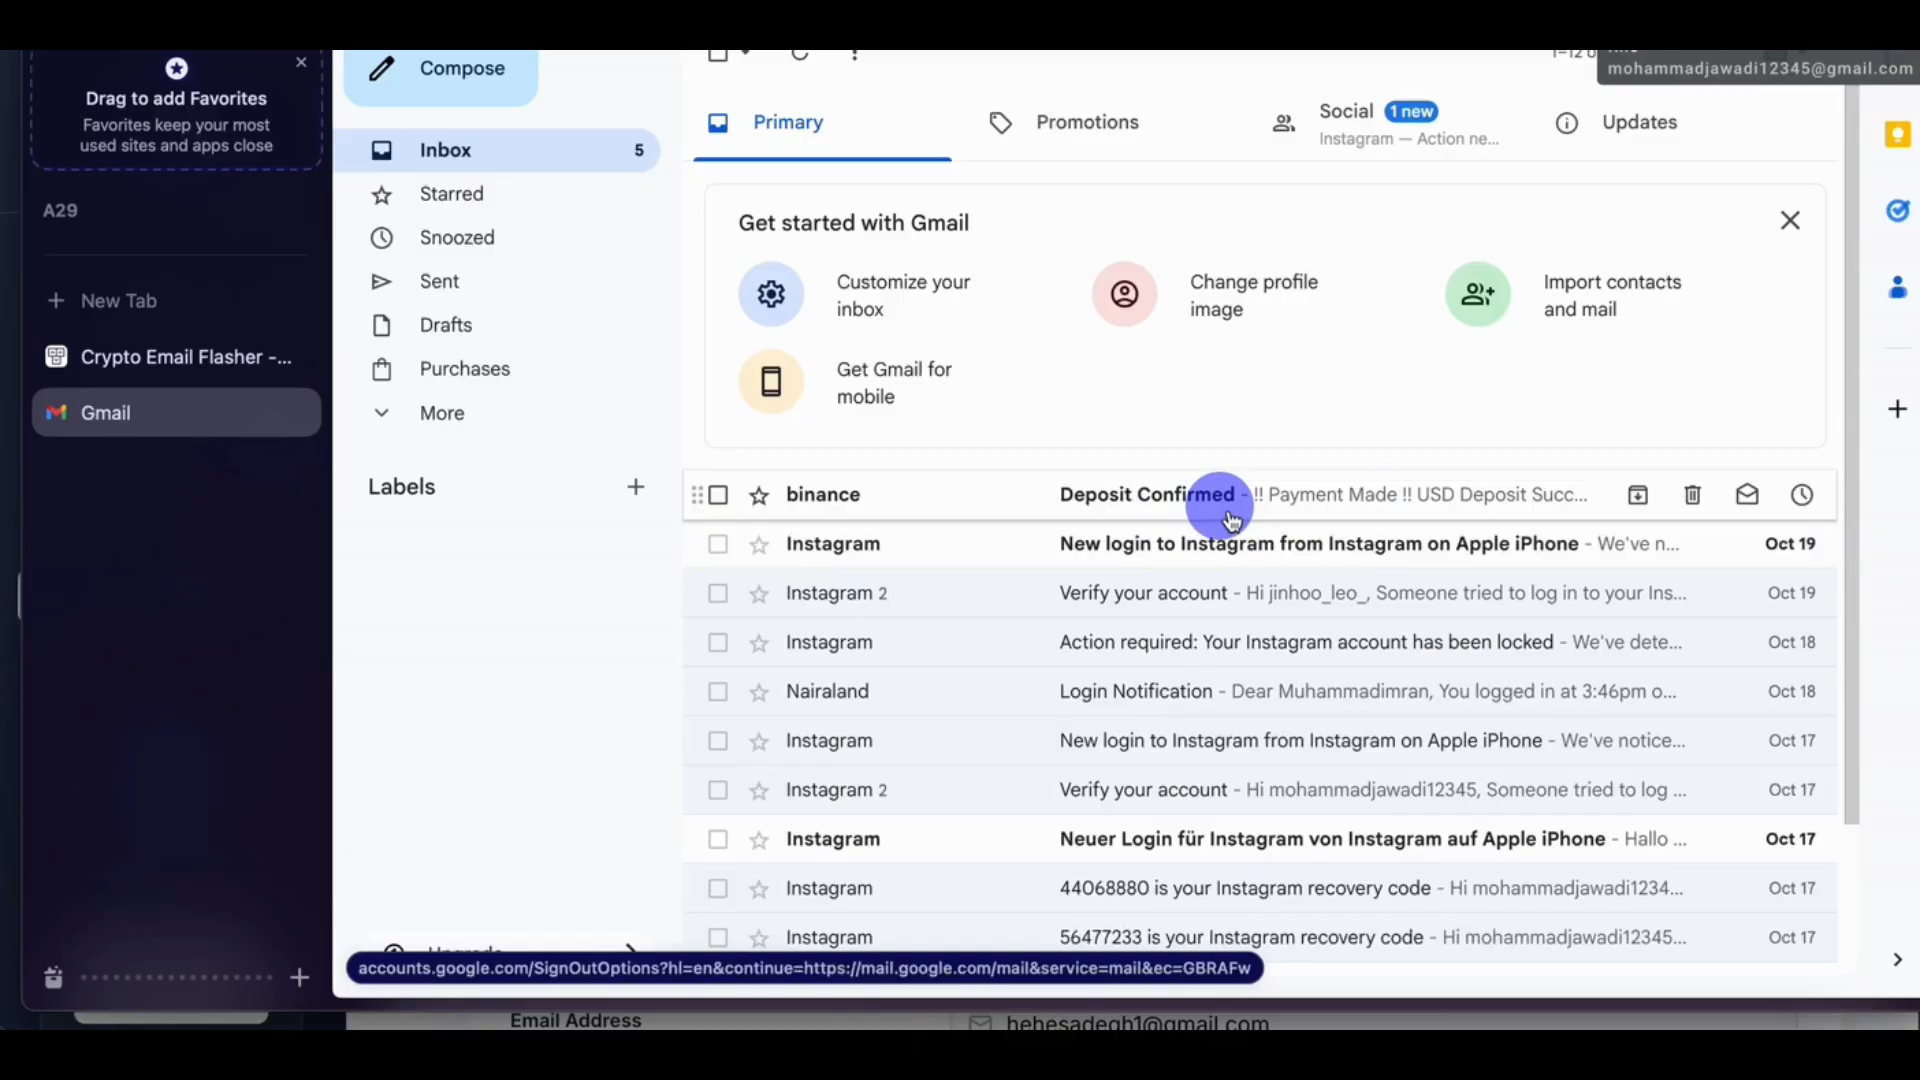 mohammadjawadi12345@gmail.com
Drag to add Favorites
Favorites keep your most
used sites and apps close
A29
New Tab
Crypto Email Flasher -...
Gmail
Compose
Inbox 5
Starred
Snoozed
Sent
Drafts
Purchases
More
Labels
Primary
Promotions
Social 1 new
Instagram — Action ne...
Updates
Get started with Gmail
Customize your
inbox
Change profile
image
Import contacts
and mail
Get Gmail for
mobile
binance Deposit Confirmed - !! Payment Made !! USD Deposit Succ...
Instagram New login to Instagram from Instagram on Apple iPhone - We've n... Oct 19
Instagram 2 Verify your account - Hi jinhoo_leo_, Someone tried to log in to your Ins... Oct 19
Instagram Action required: Your Instagram account has been locked - We've dete... Oct 18
Nairaland Login Notification - Dear Muhammadimran, You logged in at 3:46pm o... Oct 18
Instagram New login to Instagram from Instagram on Apple iPhone - We've notice... Oct 17
Instagram 2 Verify your account - Hi mohammadjawadi12345, Someone tried to log ... Oct 17
Instagram Neuer Login für Instagram von Instagram auf Apple iPhone - Hallo ... Oct 17
Instagram 44068880 is your Instagram recovery code - Hi mohammadjawadi1234... Oct 17
Instagram 56477233 is your Instagram recovery code - Hi mohammadjawadi12345... Oct 17
accounts.google.com/SignOutOptions?hl=en&continue=https://mail.google.com/mail&service=mail&ec=GBRAFw
Email Address hehesadegh1@gmail.com